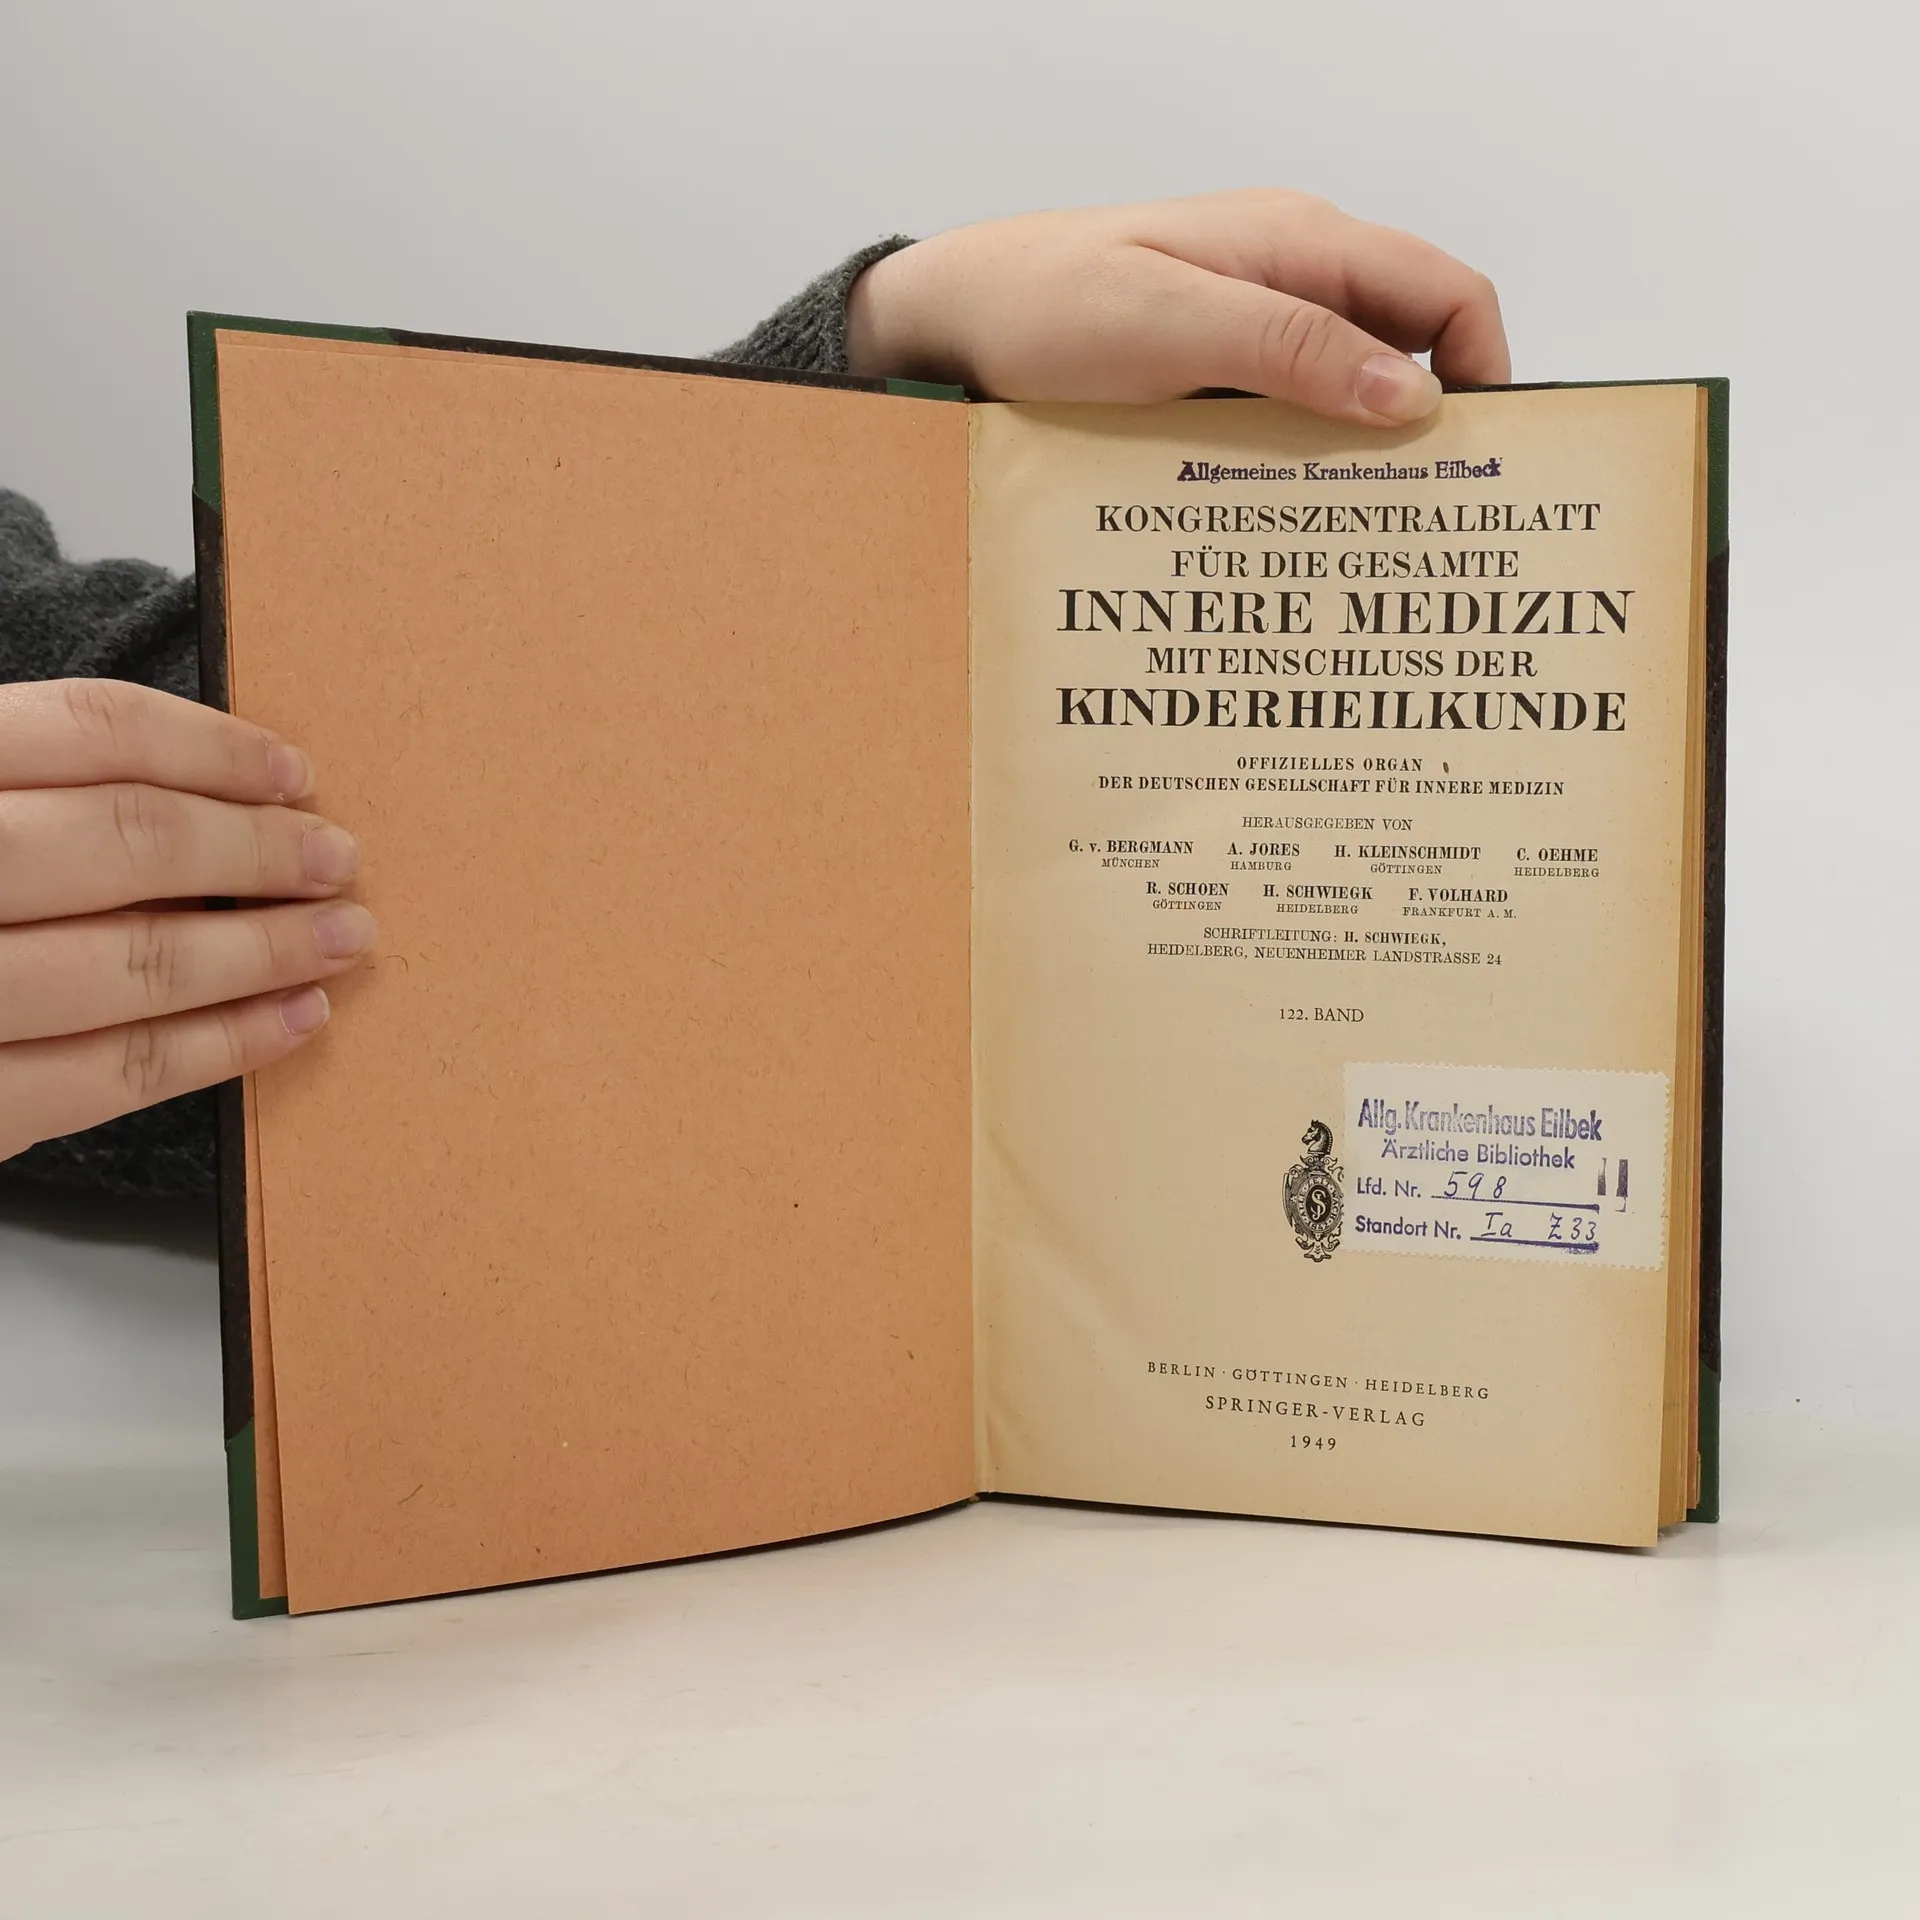 Allgemeines Krankenhaus Eilbeck
KONGRESSZENTRALBLATT
FÜR DIE GESAMTE
INNERE MEDIZIN
MIT EINSCHLUSS DER
KINDERHEILKUNDE
OFFIZIELLES ORGAN
DER DEUTSCHEN GESELLSCHAFT FÜR INNERE MEDIZIN
HERAUSGEGEBEN VON
G. v. BERGMANN A. JORES H. KLEINSCHMIDT C. OEHME
MÜNCHEN HAMBURG GÖTTINGEN HEIDELBERG
R. SCHOEN H. SCHWIEGK F. VOLHARD
GÖTTINGEN HEIDELBERG FRANKFURT A. M.
SCHRIFTLEITUNG: H. SCHWIEGK,
HEIDELBERG, NEUENHEIMER LANDSTRASSE 24
122. BAND
Allg. Krankenhaus Eilbek
Ärztliche Bibliothek
Lfd. Nr. 598
Standort Nr. Ia Z33
BERLIN · GÖTTINGEN · HEIDELBERG
SPRINGER-VERLAG
1949